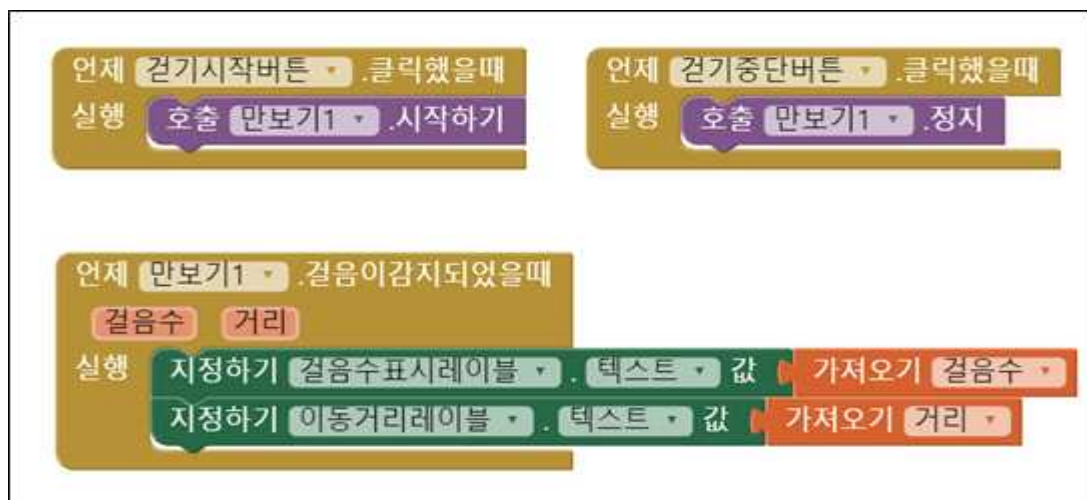 언제 걷기시작버튼 .클릭했을때
실행 호출 만보기1 .시작하기
언제 걷기중단버튼 .클릭했을때
실행 호출 만보기1 .정지
언제 만보기1 .걸음이감지되었을때
걸음수 거리
실행 지정하기 걸음수표시레이블 . 텍스트 값 가져오기 걸음수
지정하기 이동거리레이블 . 텍스트 값 가져오기 거리